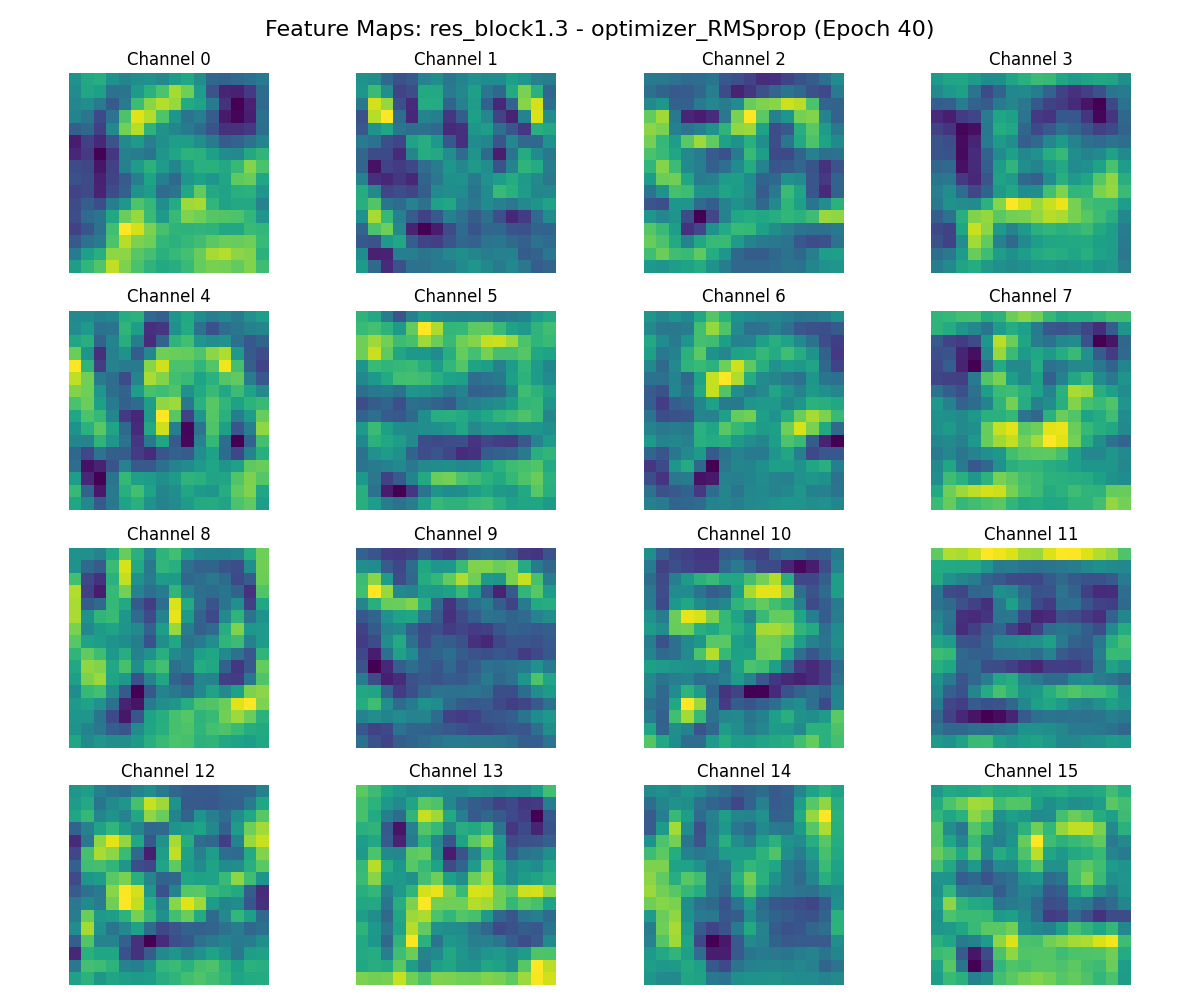 Feature Maps: res_block1.3 - optimizer_RMSprop (Epoch 40)
Channel 0
Channel 1
Channel 2
Channel 3
Channel 4
Channel 5
Channel 6
Channel 7
Channel 8
Channel 9
Channel 10
Channel 11
Channel 12
Channel 13
Channel 14
Channel 15